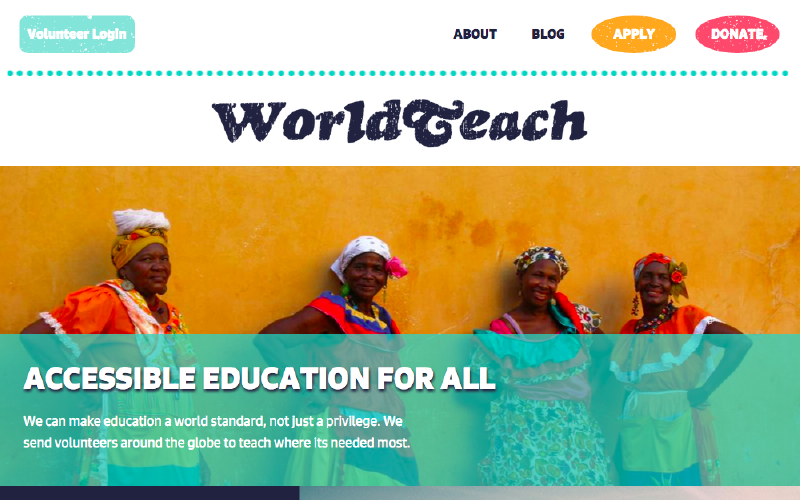 Volunteer Login
ABOUT
BLOG
APPLY
DONATE
WorldTeach
ACCESSIBLE EDUCATION FOR ALL
We can make education a world standard, not just a privilege. We
send volunteers around the globe to teach where its needed most.